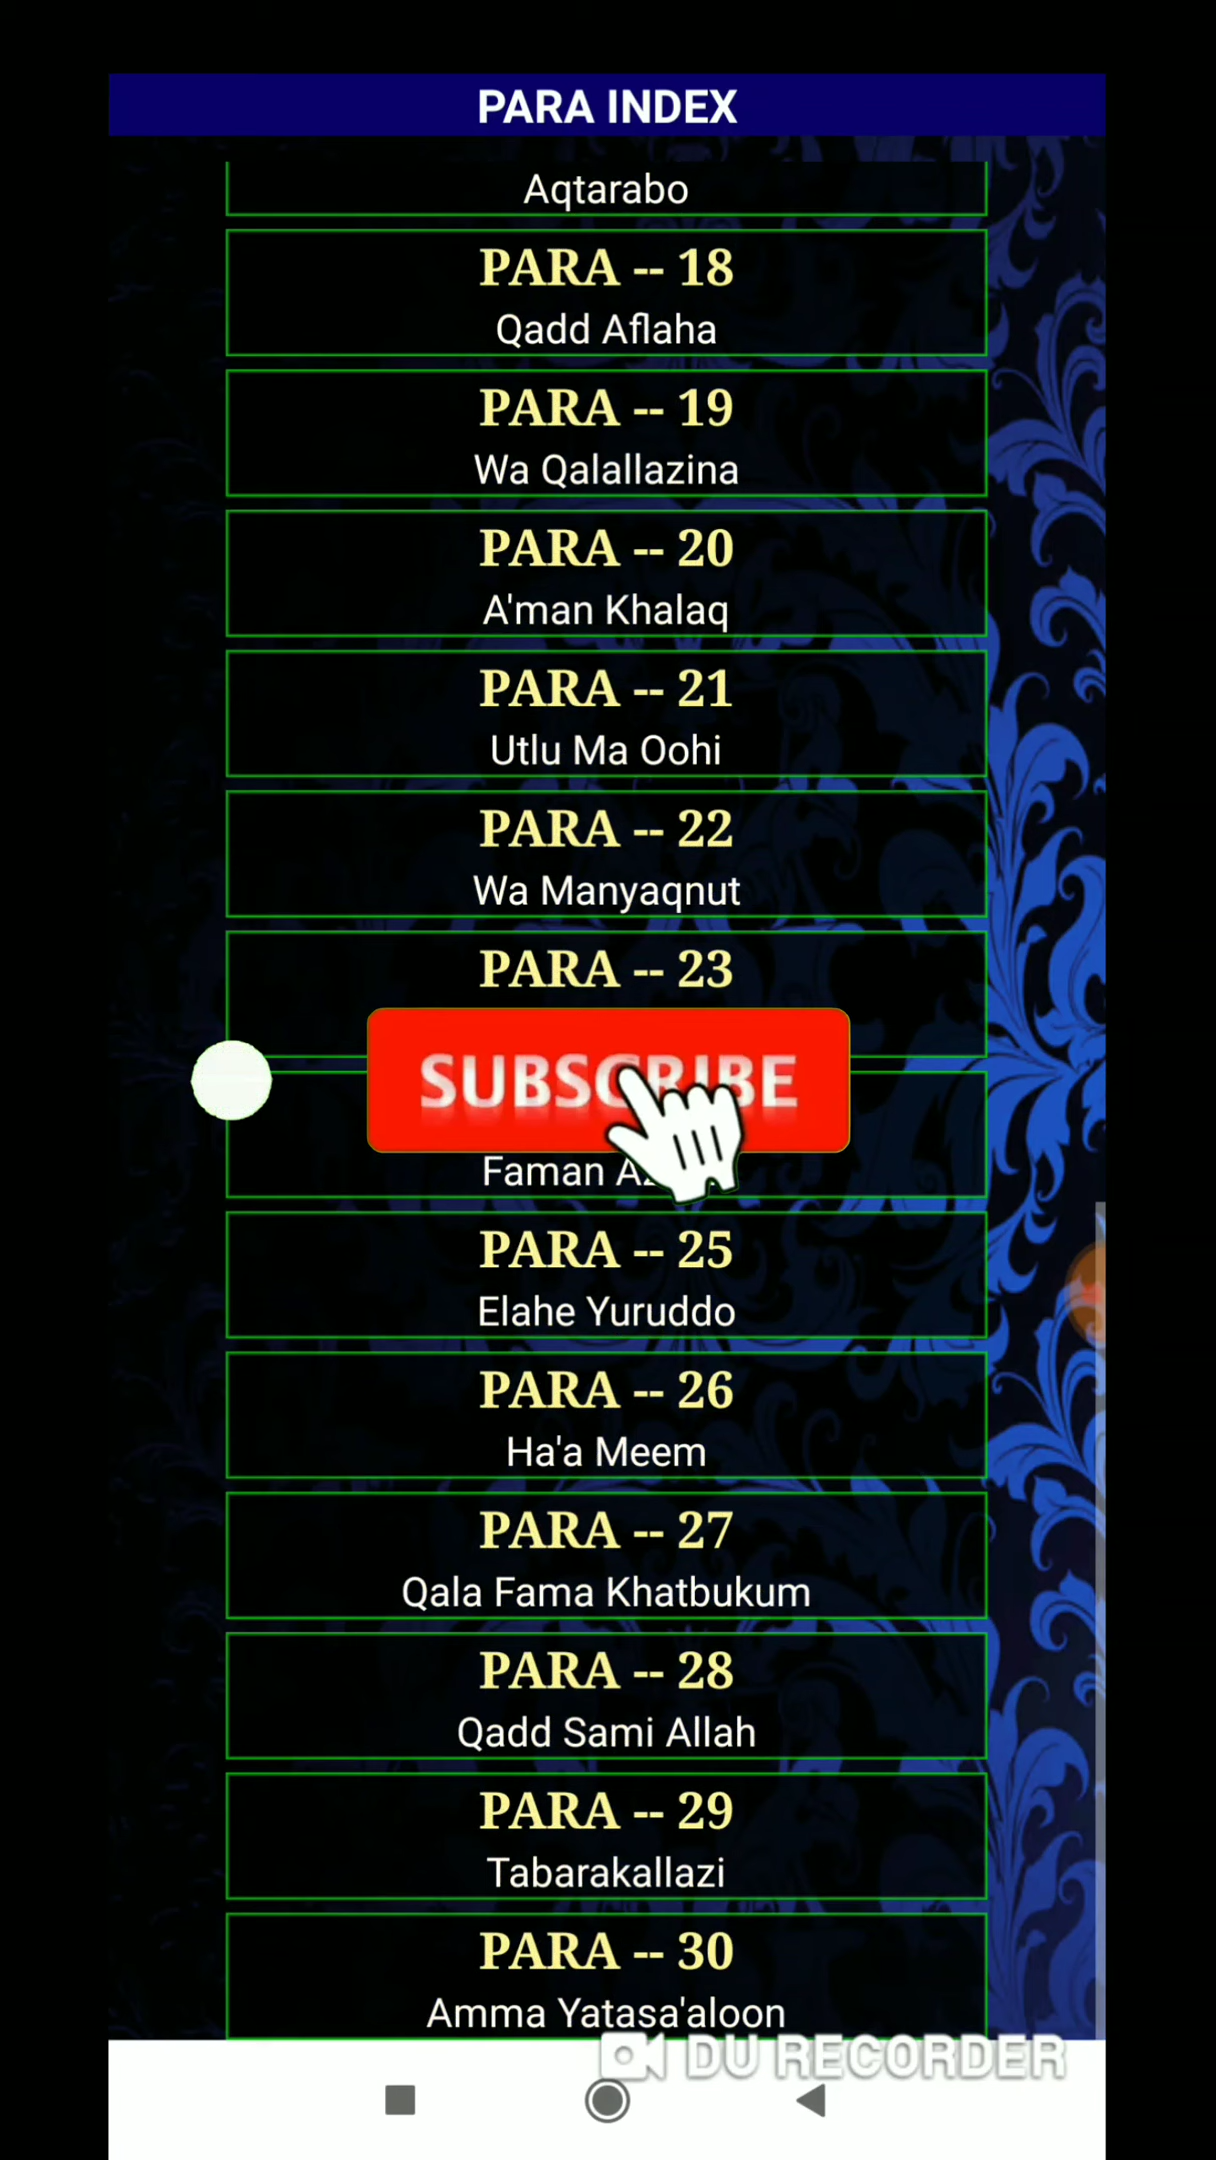 PARA INDEX
Aqtarabo
PARA -- 18
Qadd Aflaha
PARA -- 19
Wa Qalallazina
PARA -- 20
A'man Khalaq
PARA -- 21
Utlu Ma Oohi
PARA -- 22
Wa Manyaqnut
PARA -- 23
SUBSCRIBE
Faman
PARA -- 25
Elahe Yuruddo
PARA -- 26
Ha'a Meem
PARA -- 27
Qala Fama Khatbukum
PARA -- 28
Qadd Sami Allah
PARA -- 29
Tabarakallazi
PARA -- 30
Amma Yatasa'aloon
DU RECORDER